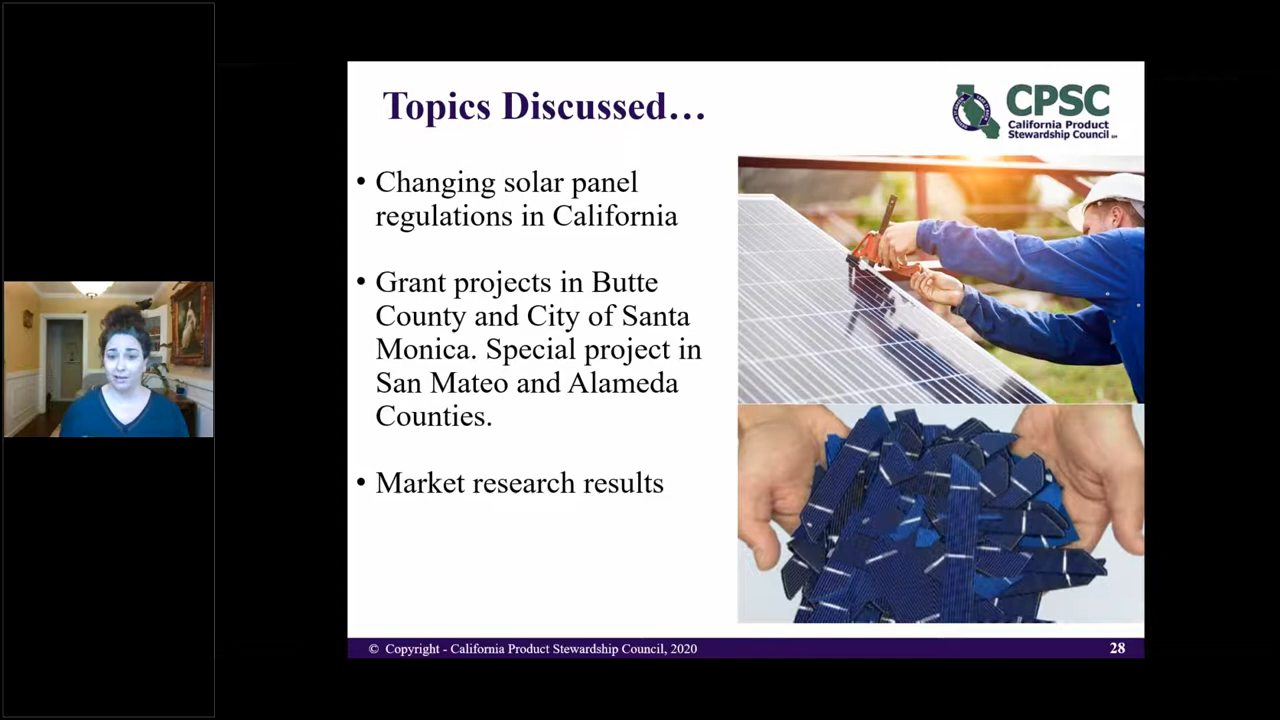 Topics Discussed…
CPSC
California Product
Stewardship Council
• Changing solar panel
regulations in California
• Grant projects in Butte
County and City of Santa
Monica. Special project in
San Mateo and Alameda
Counties.
• Market research results
© Copyright - California Product Stewardship Council, 2020
28